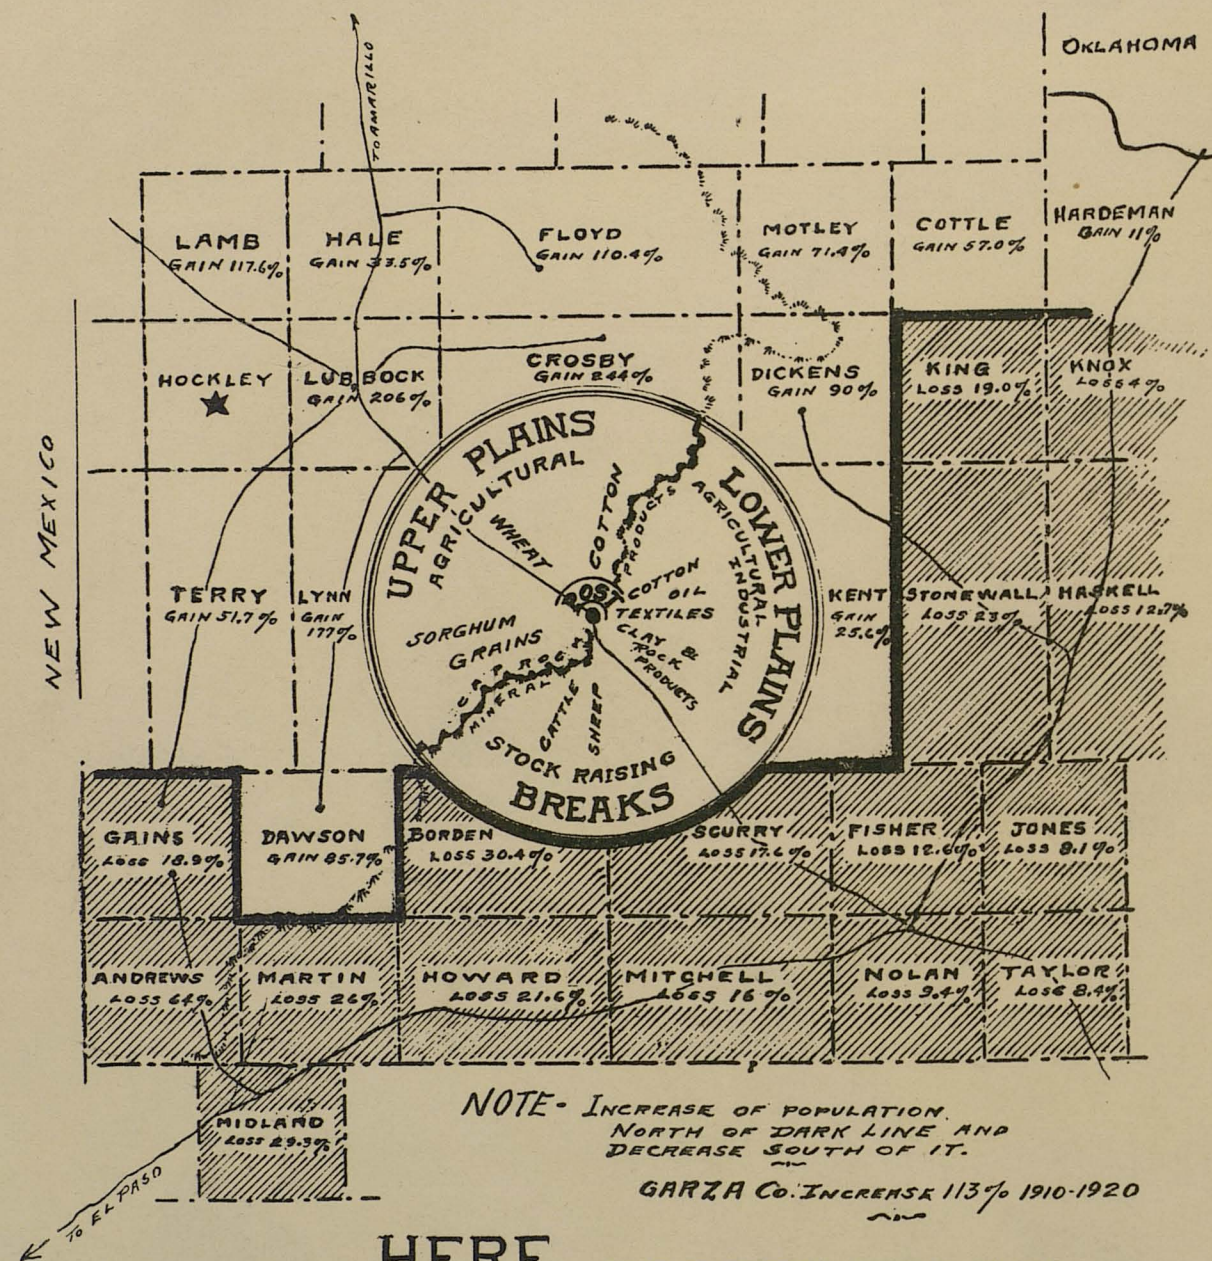 OKLAHOMA
TO AMARILLO
LAMB
GAIN 117.6%
HALE
GAIN 33.5%
FLOYD
GAIN 110.4%
MOTLEY
GAIN 71.4%
COTTLE
GAIN 57.0%
HARDEMAN
GAIN 11%
HOCKLEY
LUBBOCK
GAIN 206%
CROSBY
GAIN 244%
DICKENS
GAIN 90%
KING
LOSS 19.0%
KNOX
LOSS 4%
NEW MEXICO
UPPER PLAINS
AGRICULTURAL
WHEAT
COTTON
PRODUCTS
LOWER PLAINS
AGRICULTURAL
INDUSTRIAL
POST
COTTON
OIL
TEXTILES
CLAY &
ROCK
PRODUCTS
SORGHUM
GRAINS
CAP ROCK
MINERAL
CATTLE
SHEEP
STOCK RAISING
BREAKS
TERRY
GAIN 51.7%
LYNN
GAIN
177%
KENT
GAIN
25.6%
STONEWALL
LOSS 23%
HASKELL
LOSS 12.7%
GAINS
LOSS 18.9%
DAWSON
GAIN 85.7%
BORDEN
LOSS 30.4%
SCURRY
LOSS 17.6%
FISHER
LOSS 12.6%
JONES
LOSS 8.1%
ANDREWS
LOSS 64%
MARTIN
LOSS 26%
HOWARD
LOSS 21.6%
MITCHELL
LOSS 16%
NOLAN
LOSS 9.4%
TAYLOR
LOSS 8.4%
MIDLAND
LOSS 29.3%
TO EL PASO
NOTE- INCREASE OF POPULATION
NORTH OF DARK LINE AND
DECREASE SOUTH OF IT.
GARZA CO. INCREASE 113% 1910-1920
HERE